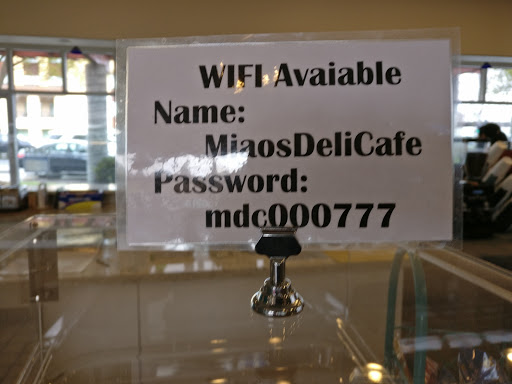 WIFI Avaiable
Name:
MiaosDeliCafe
Password:
mdc000777